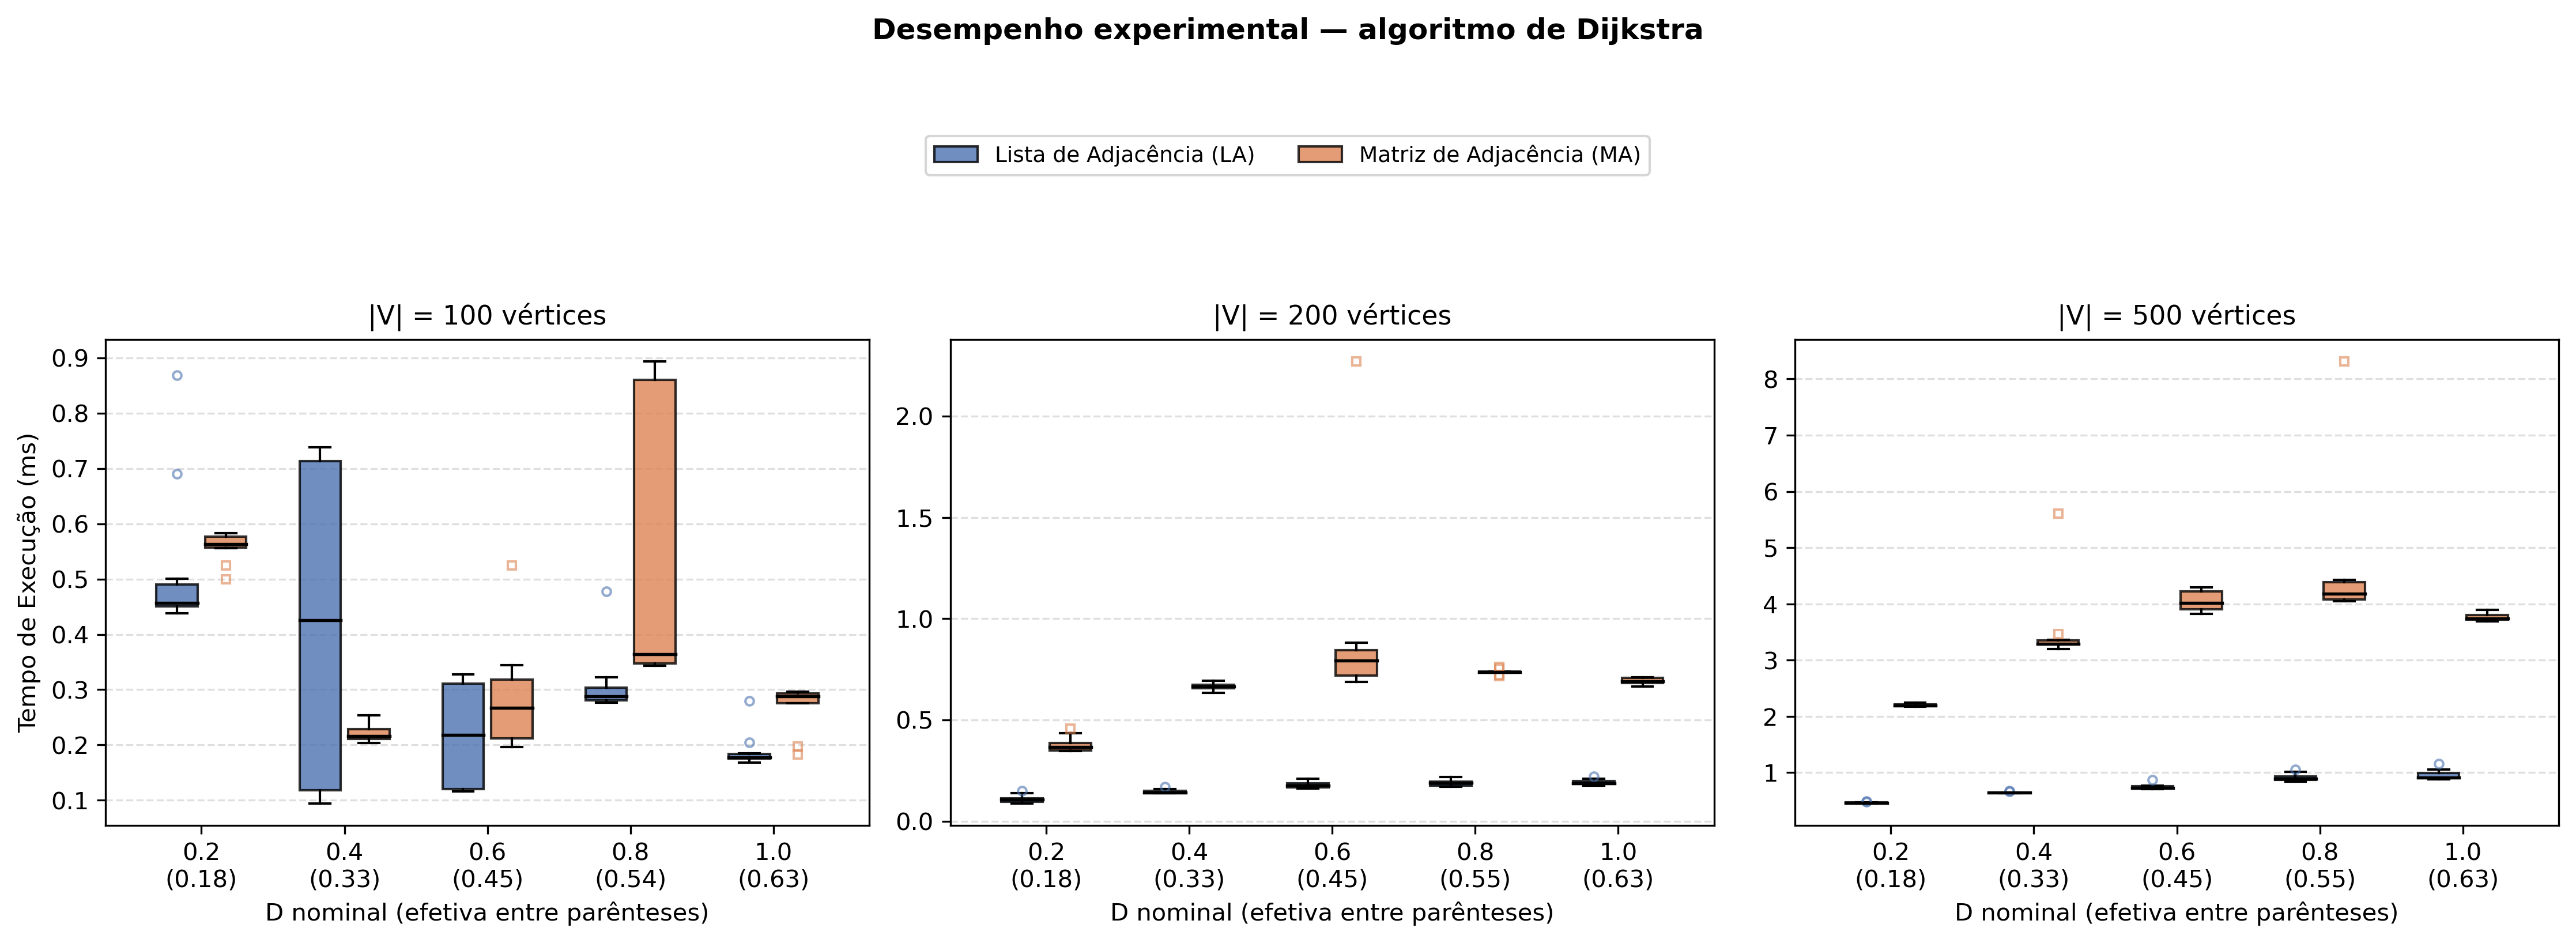 Desempenho experimental — algoritmo de Dijkstra
Lista de Adjacência (LA) Matriz de Adjacência (MA)
|V| = 100 vértices
Tempo de Execução (ms)
0.9
0.8
0.7
0.6
0.5
0.4
0.3
0.2
0.1
0.2 0.4 0.6 0.8 1.0
(0.18) (0.33) (0.45) (0.54) (0.63)
D nominal (efetiva entre parênteses)
|V| = 200 vértices
2.0
1.5
1.0
0.5
0.0
0.2 0.4 0.6 0.8 1.0
(0.18) (0.33) (0.45) (0.55) (0.63)
D nominal (efetiva entre parênteses)
|V| = 500 vértices
8
7
6
5
4
3
2
1
0.2 0.4 0.6 0.8 1.0
(0.18) (0.33) (0.45) (0.55) (0.63)
D nominal (efetiva entre parênteses)